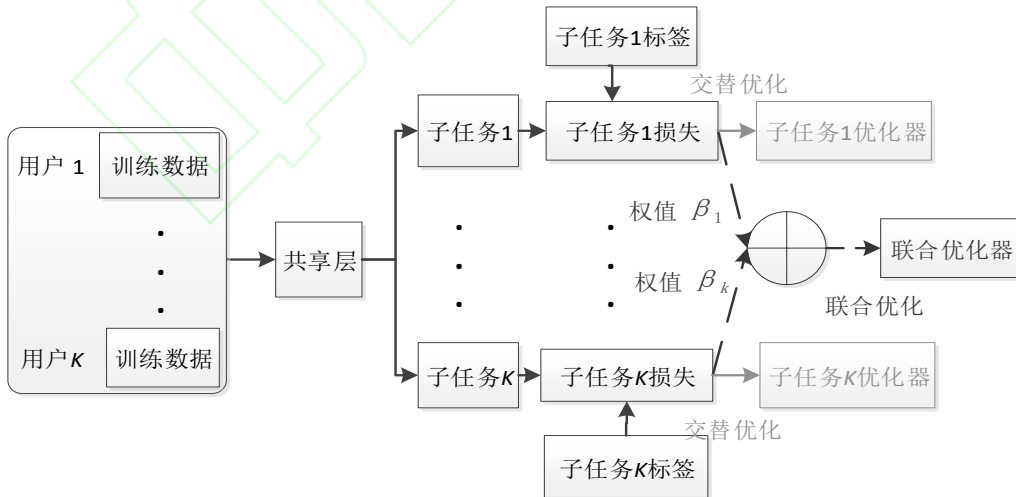 子任务1标签
交替优化
子任务1
子任务1损失
子任务1优化器
用户 1
训练数据
权值 β1
共享层
联合优化器
权值 βk
联合优化
用户K
训练数据
子任务K
子任务K损失
子任务K优化器
交替优化
子任务K标签